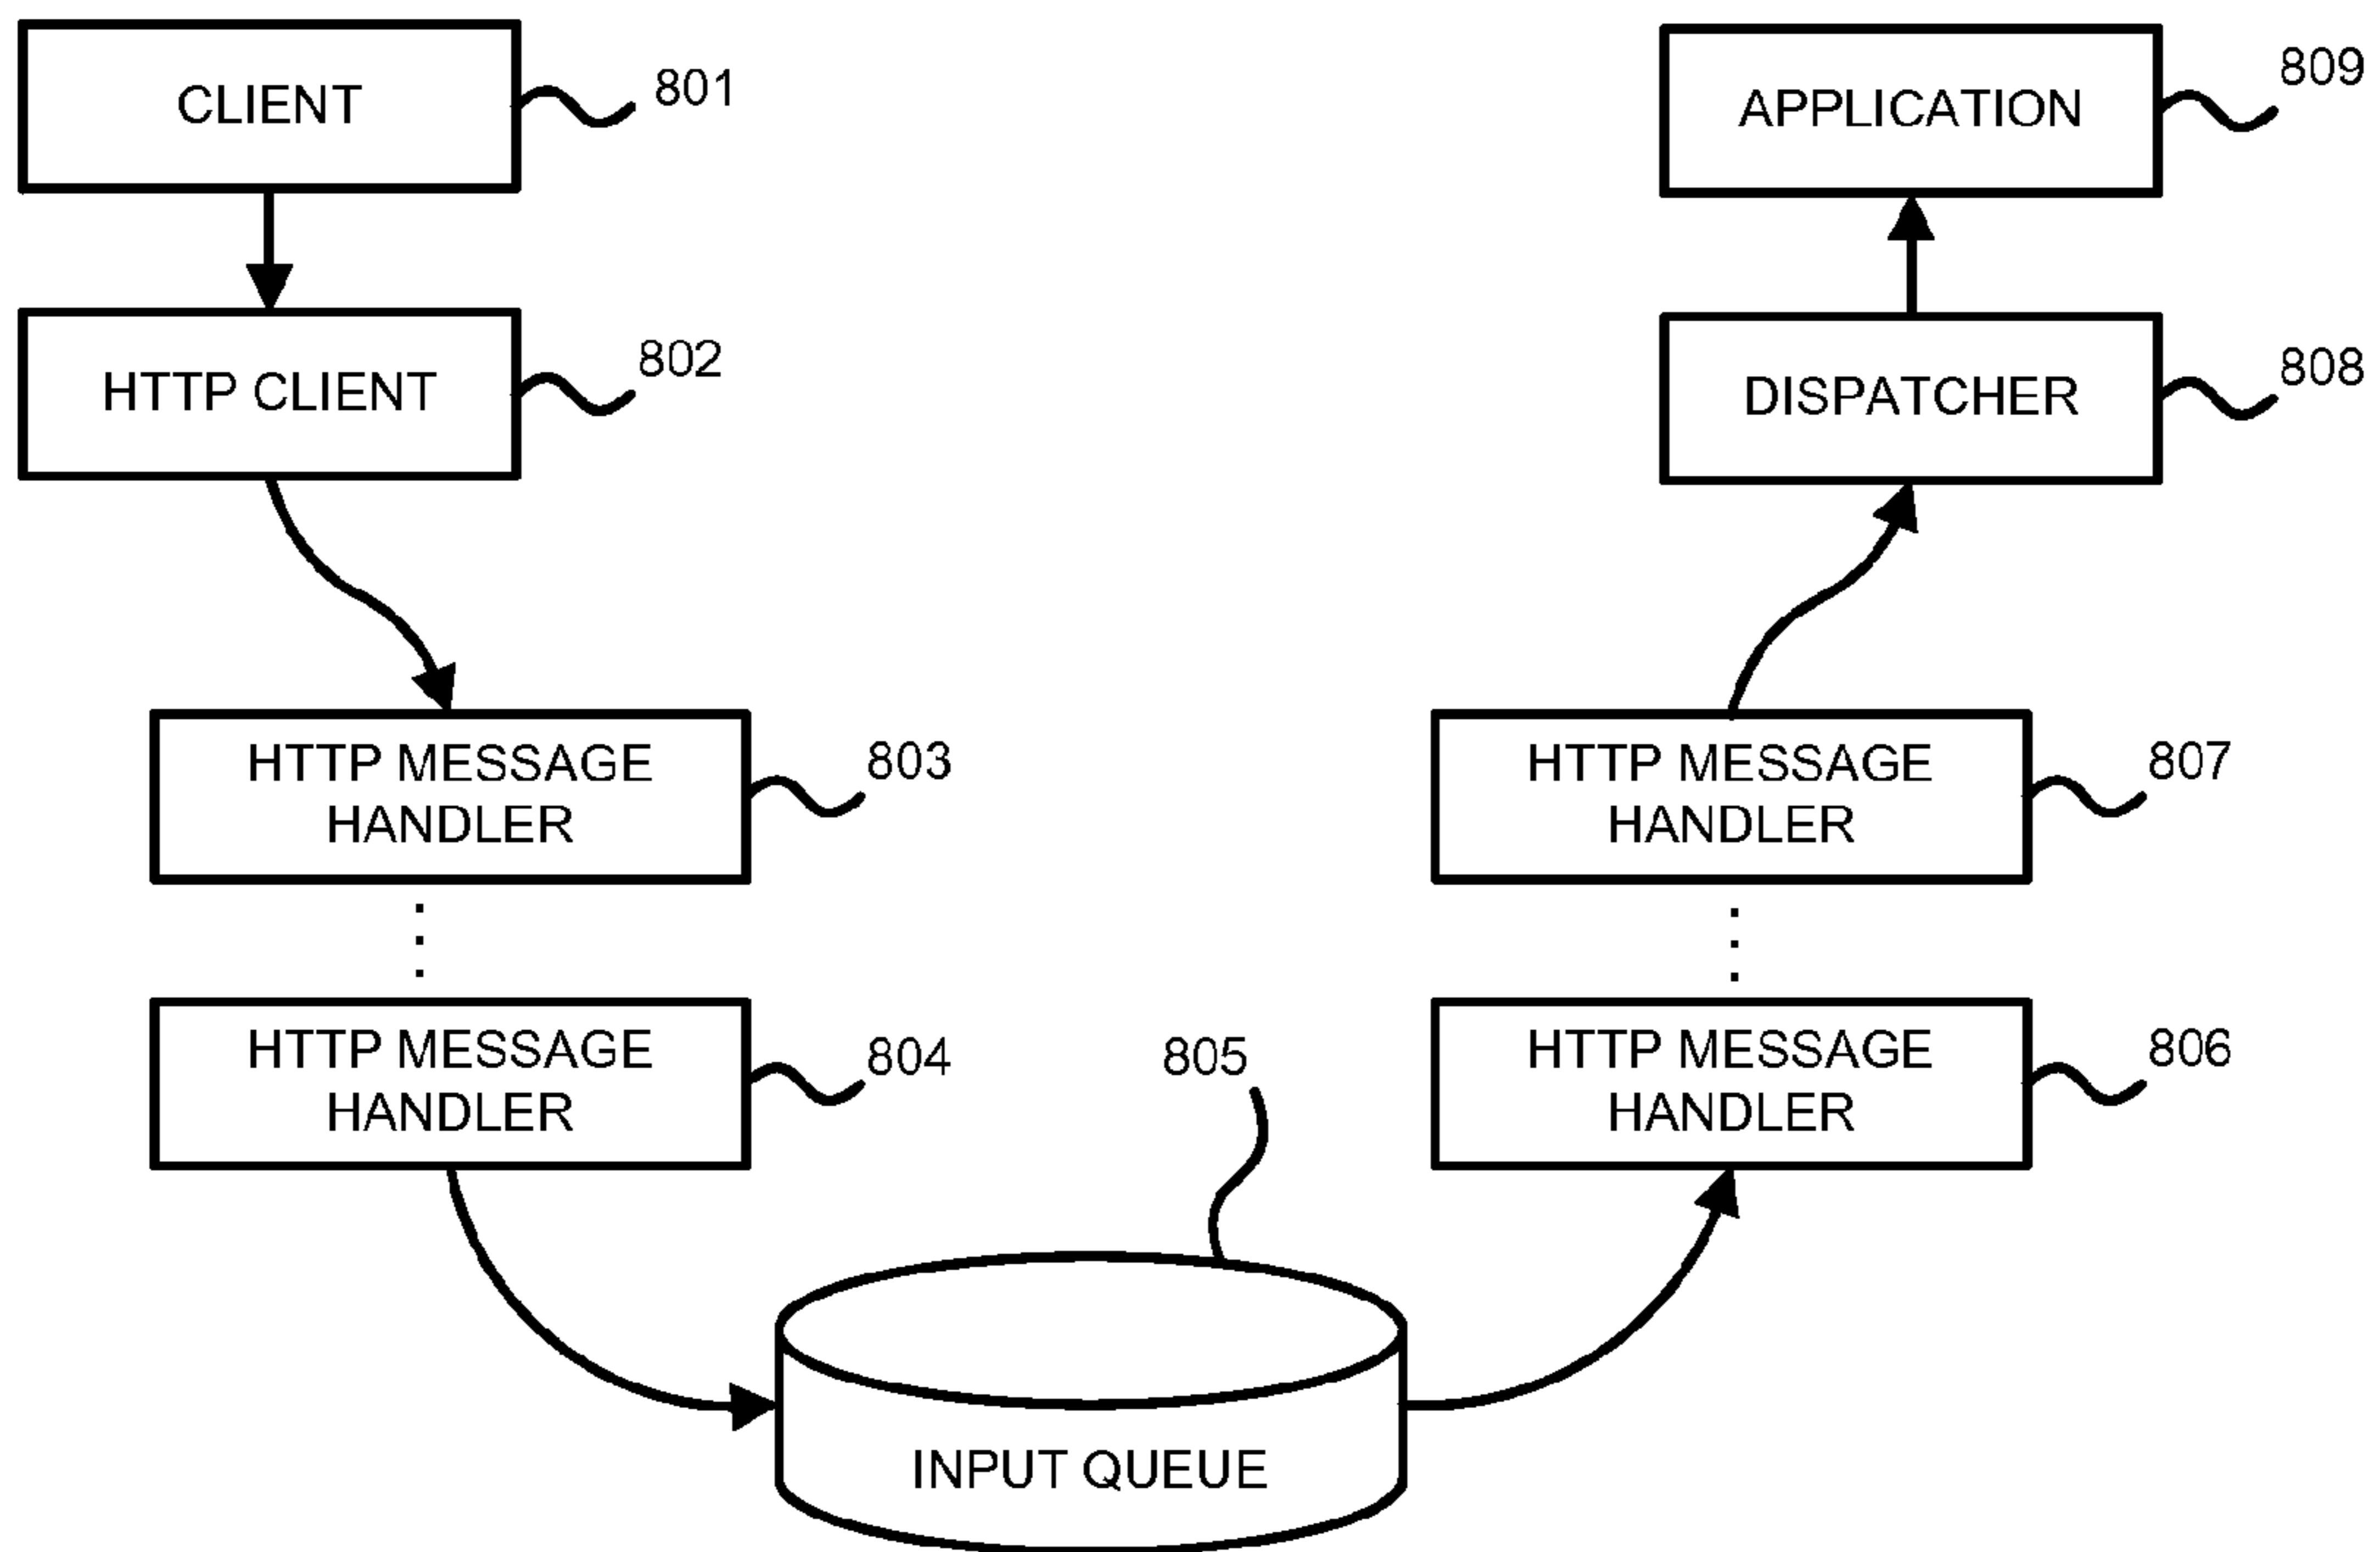 CLIENT
801
HTTP CLIENT
802
HTTP MESSAGE
HANDLER
803
HTTP MESSAGE
HANDLER
804
805
INPUT QUEUE
HTTP MESSAGE
HANDLER
806
HTTP MESSAGE
HANDLER
807
DISPATCHER
808
APPLICATION
809